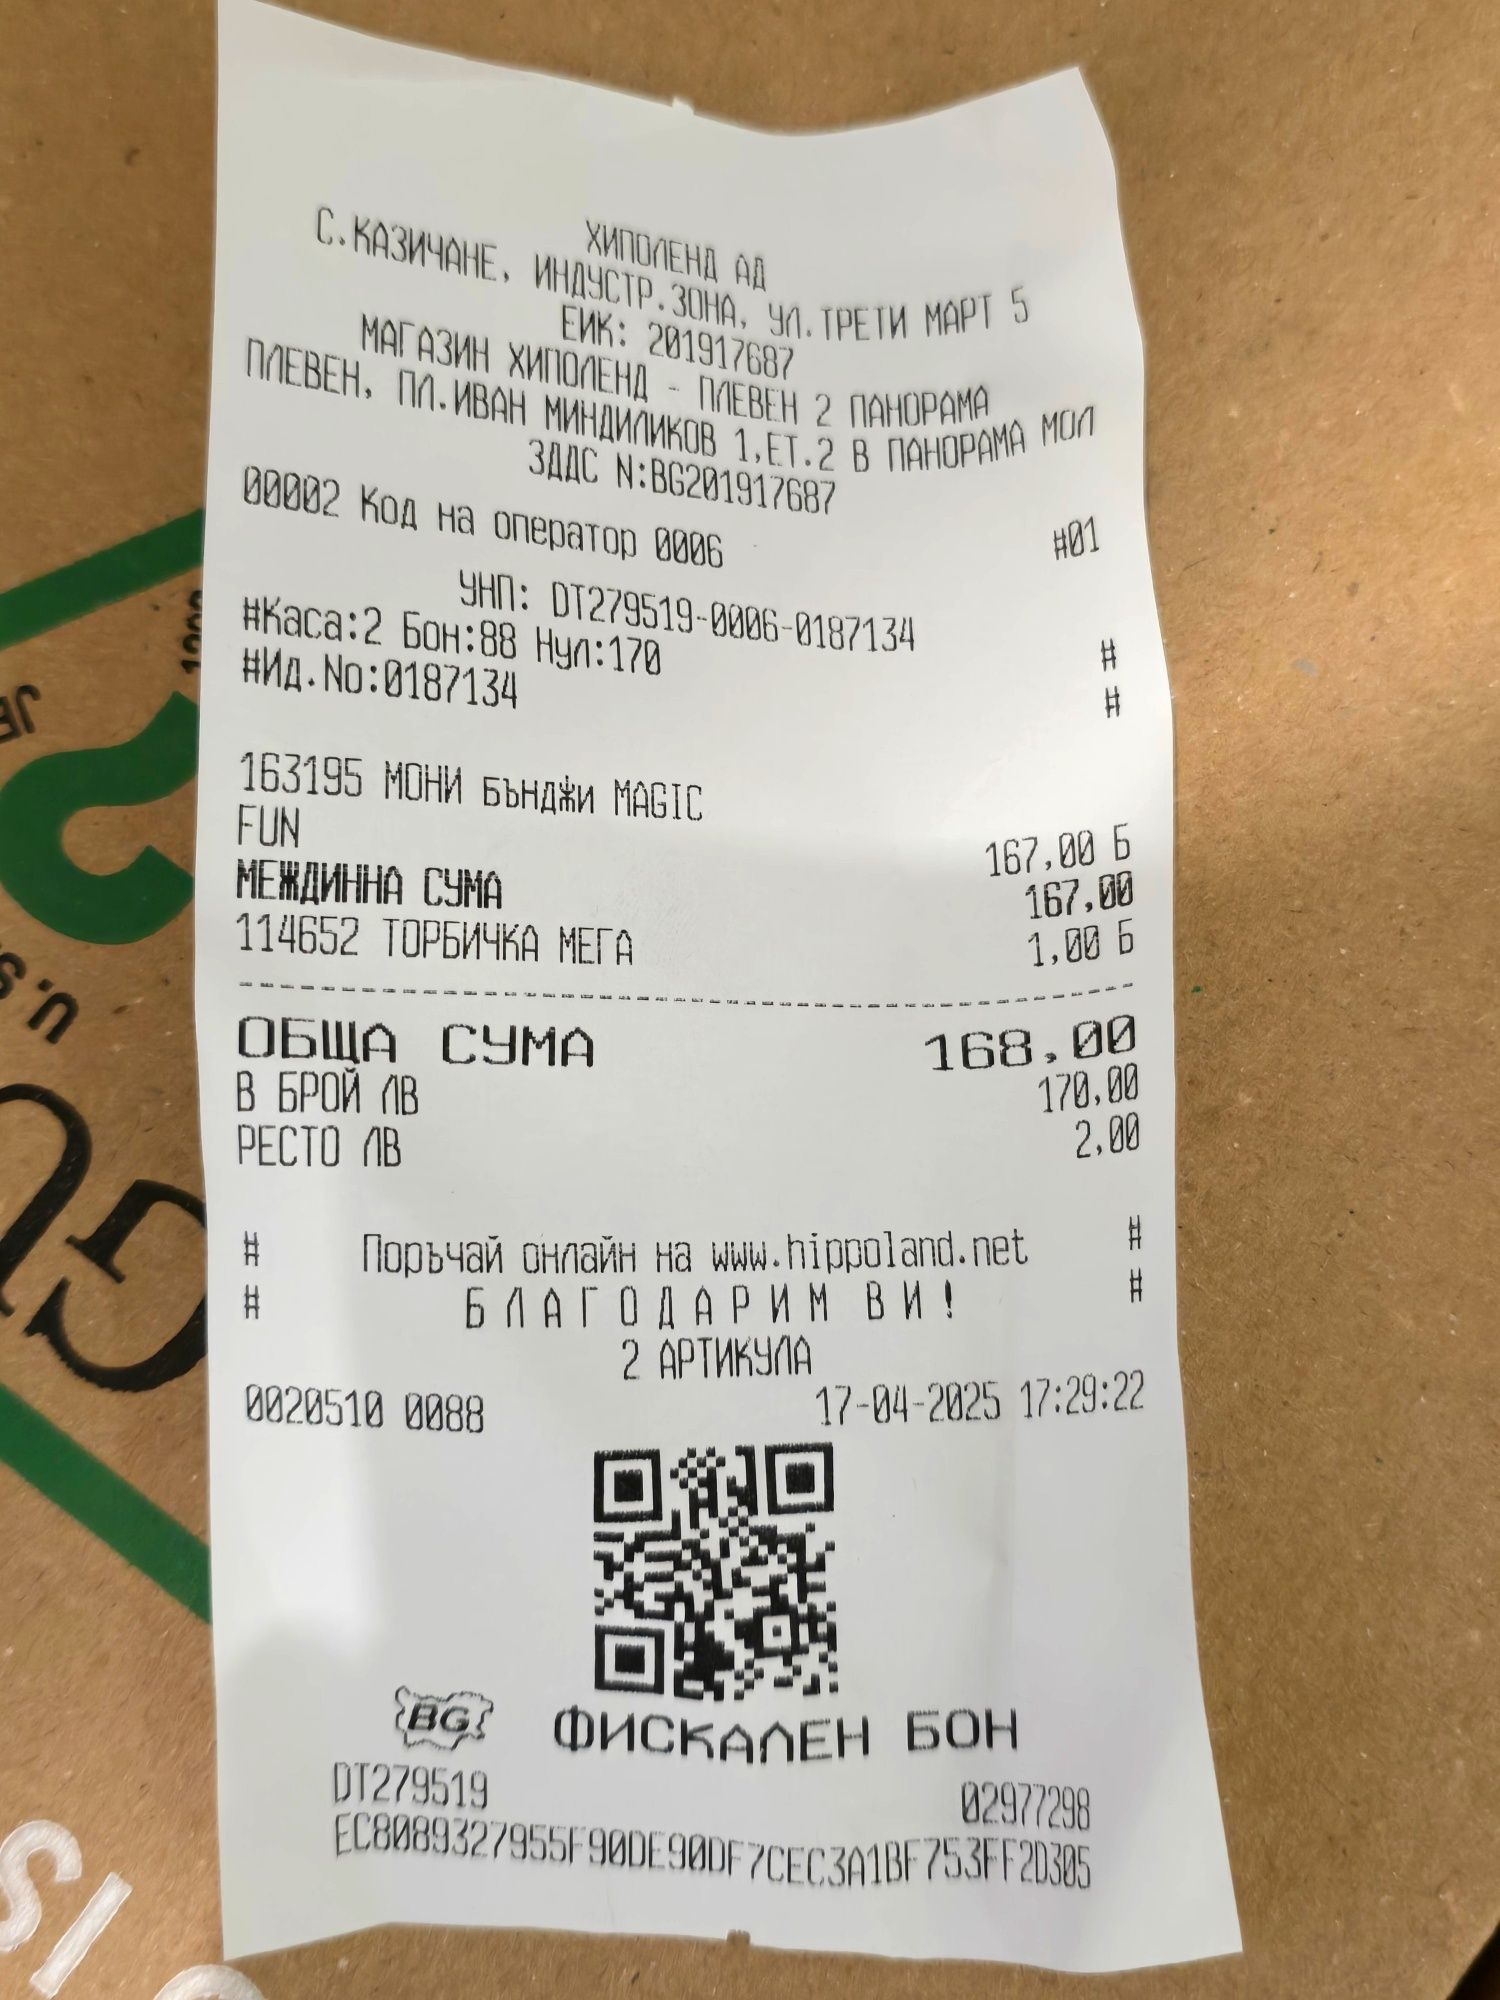 ХИПОЛЕНД АД
С.КАЗИЧАНЕ, ИНДУСТР.ЗОНА, УЛ.ТРЕТИ МАРТ 5
ЕИК: 201917687
МАГАЗИН ХИПОЛЕНД - ПЛЕВЕН 2 ПАНОРАМА
ПЛЕВЕН, ПЛ.ИВАН МИНДИЛИКОВ 1,ЕТ.2 В ПАНОРАМА МОЛ
ЗДДС N:BG201917687
00002 Код на оператор 0006 #01
УНП: DT279519-0006-0187134
#Каса:2 Бон:88 Нул:170 #
#Ид.No:0187134 #
163195 МОНИ БЪНДЖИ MAGIC
FUN 167,00 Б
МЕЖДИННА СУМА 167,00
114652 ТОРБИЧКА МЕГА 1,00 Б
ОБЩА СУМА 168,00
В БРОЙ ЛВ 170,00
РЕСТО ЛВ 2,00
# Поръчай онлайн на www.hippoland.net #
# Б Л А Г О Д А Р И М В И ! #
2 АРТИКУЛА
0020510 0088 17-04-2025 17:29:22
BG ФИСКАЛЕН БОН
DT279519 02977298
EC8089327955F90DE90DF7CEC3A1BF753FF2D305